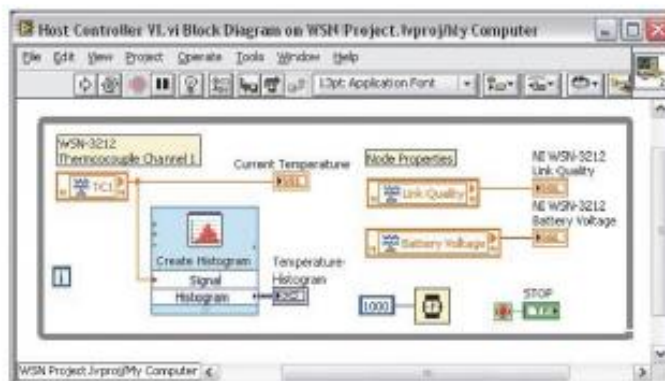 Host Controller VI.vi Block Diagram on WSN Project.lvproj/My Computer
File Edit View Project Operate Tools Window Help
13pt Application Font
WSN-3212
Thermocouple Channel 1
TC1
Current Temperature
Node Properties
Link Quality
NI WSN-3212
Link Quality
Battery Voltage
NI WSN-3212
Battery Voltage
Create Histogram
Signal
Histogram
Temperature
Histogram
i
1000
STOP
TF
WSN Project.lvproj/My Computer